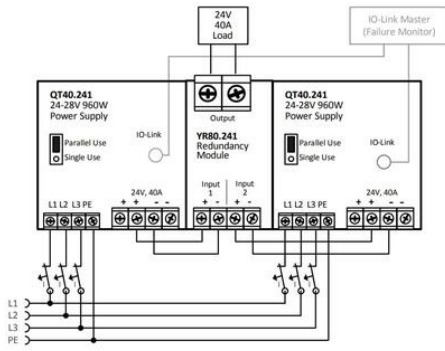 24V
40A
Load
IO-Link Master
(Failure Monitor)
QT40.241
24-28V 960W
Power Supply
IO-Link
Parallel Use
Single Use
24V, 40A
L1 L2 L3 PE
+ + - -
Output
YR80.241
Redundancy
Module
Input
1
Input
2
+ - + -
QT40.241
24-28V 960W
Power Supply
IO-Link
Parallel Use
Single Use
24V, 40A
L1 L2 L3 PE
+ + - -
L1
L2
L3
PE
I
I
I
I
I
I